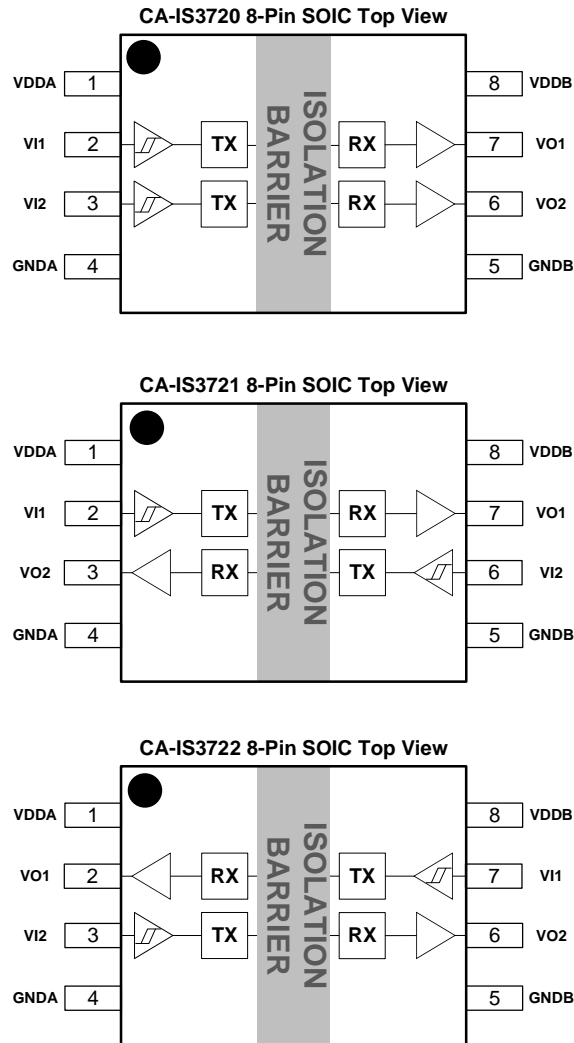 CA-IS3720 8-Pin SOIC Top View
VDDA 1 8 VDDB
VI1 2 TX RX 7 VO1
VI2 3 TX RX 6 VO2
GNDA 4 5 GNDB
ISOLATION
BARRIER
CA-IS3721 8-Pin SOIC Top View
VDDA 1 8 VDDB
VI1 2 TX RX 7 VO1
VO2 3 RX TX 6 VI2
GNDA 4 5 GNDB
ISOLATION
BARRIER
CA-IS3722 8-Pin SOIC Top View
VDDA 1 8 VDDB
VO1 2 RX TX 7 VI1
VI2 3 TX RX 6 VO2
GNDA 4 5 GNDB
ISOLATION
BARRIER